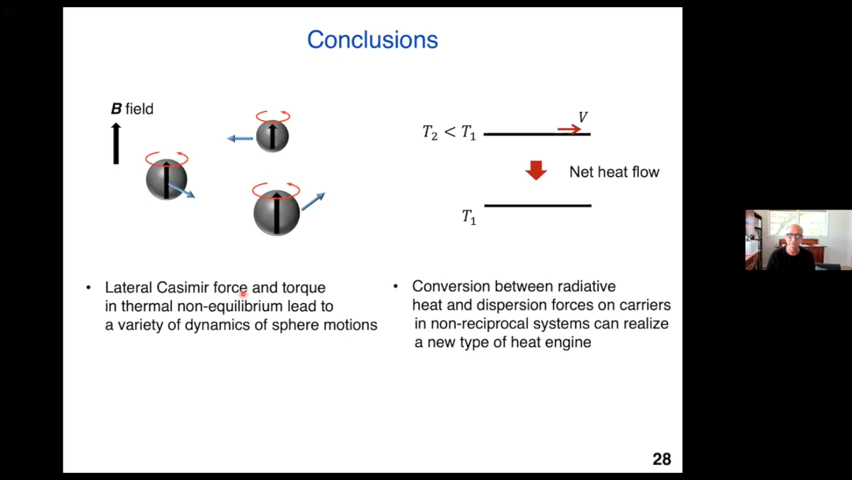 Conclusions
B field
T₂ < T₁
V
Net heat flow
T₁
• Lateral Casimir force and torque
in thermal non-equilibrium lead to
a variety of dynamics of sphere motions
• Conversion between radiative
heat and dispersion forces on carriers
in non-reciprocal systems can realize
a new type of heat engine
28